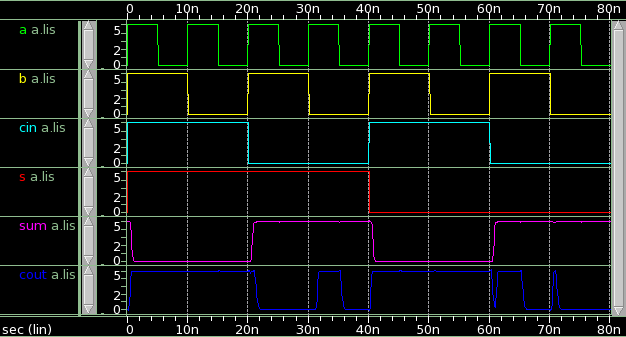 0 10n 20n 30n 40n 50n 60n 70n 80n
a a.lis 5 2 0
b a.lis 5 2 0
cin a.lis 5 2 0
s a.lis 5 2 0
sum a.lis 5 2 0
cout a.lis 5 2 0
sec (lin) 0 10n 20n 30n 40n 50n 60n 70n 80n